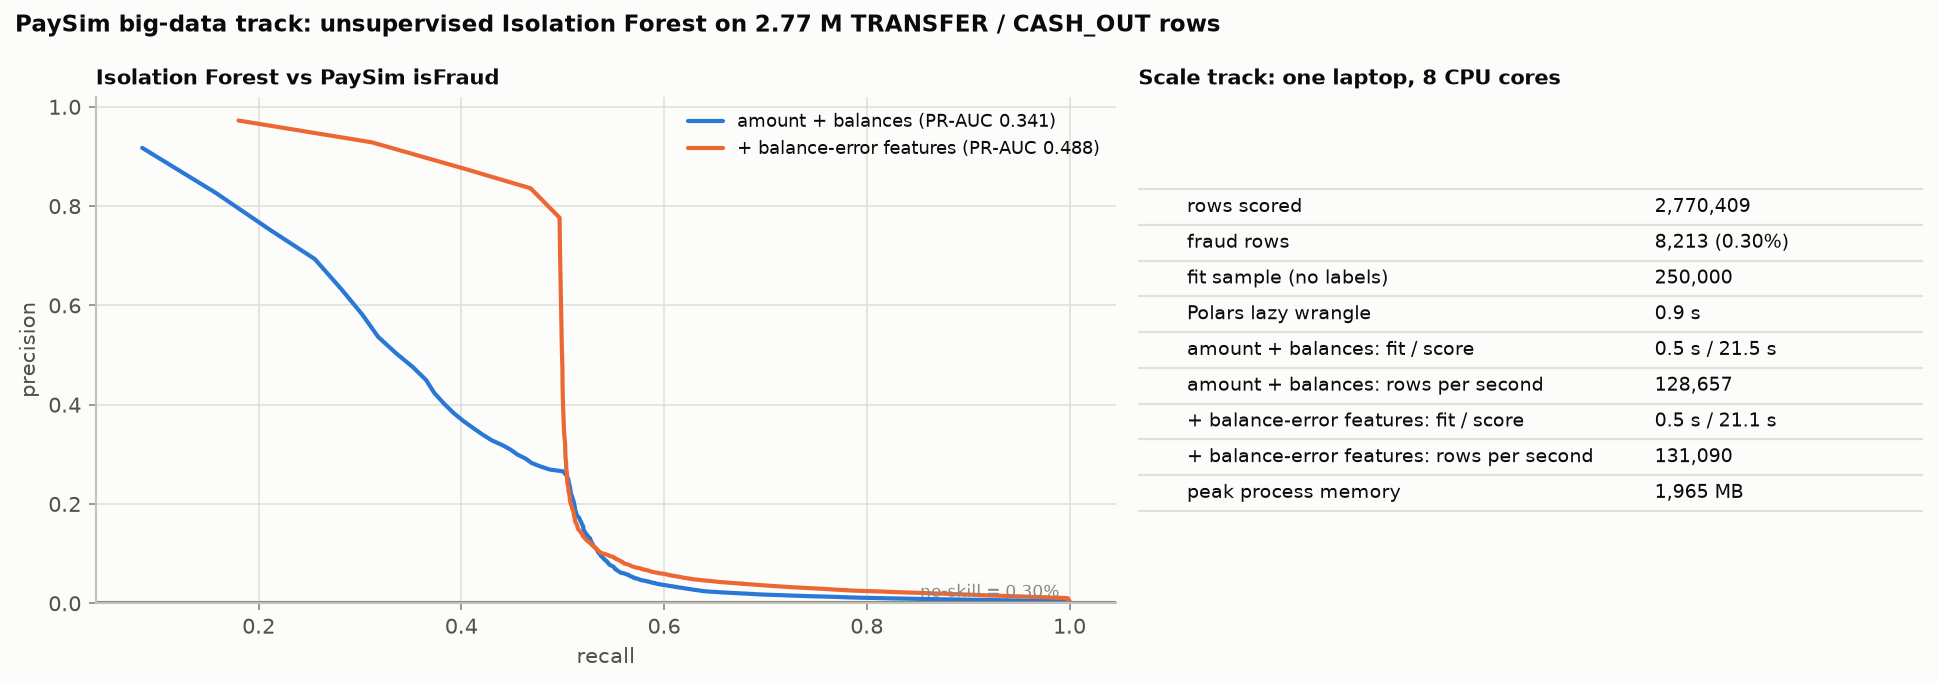 PaySim big-data track: unsupervised Isolation Forest on 2.77 M TRANSFER / CASH_OUT rows
Isolation Forest vs PaySim isFraud
amount + balances (PR-AUC 0.341)
+ balance-error features (PR-AUC 0.488)
1.0
0.8
0.6
0.4
0.2
0.0
precision
no-skill = 0.30%
0.2 0.4 0.6 0.8 1.0
recall
Scale track: one laptop, 8 CPU cores
rows scored 2,770,409
fraud rows 8,213 (0.30%)
fit sample (no labels) 250,000
Polars lazy wrangle 0.9 s
amount + balances: fit / score 0.5 s / 21.5 s
amount + balances: rows per second 128,657
+ balance-error features: fit / score 0.5 s / 21.1 s
+ balance-error features: rows per second 131,090
peak process memory 1,965 MB